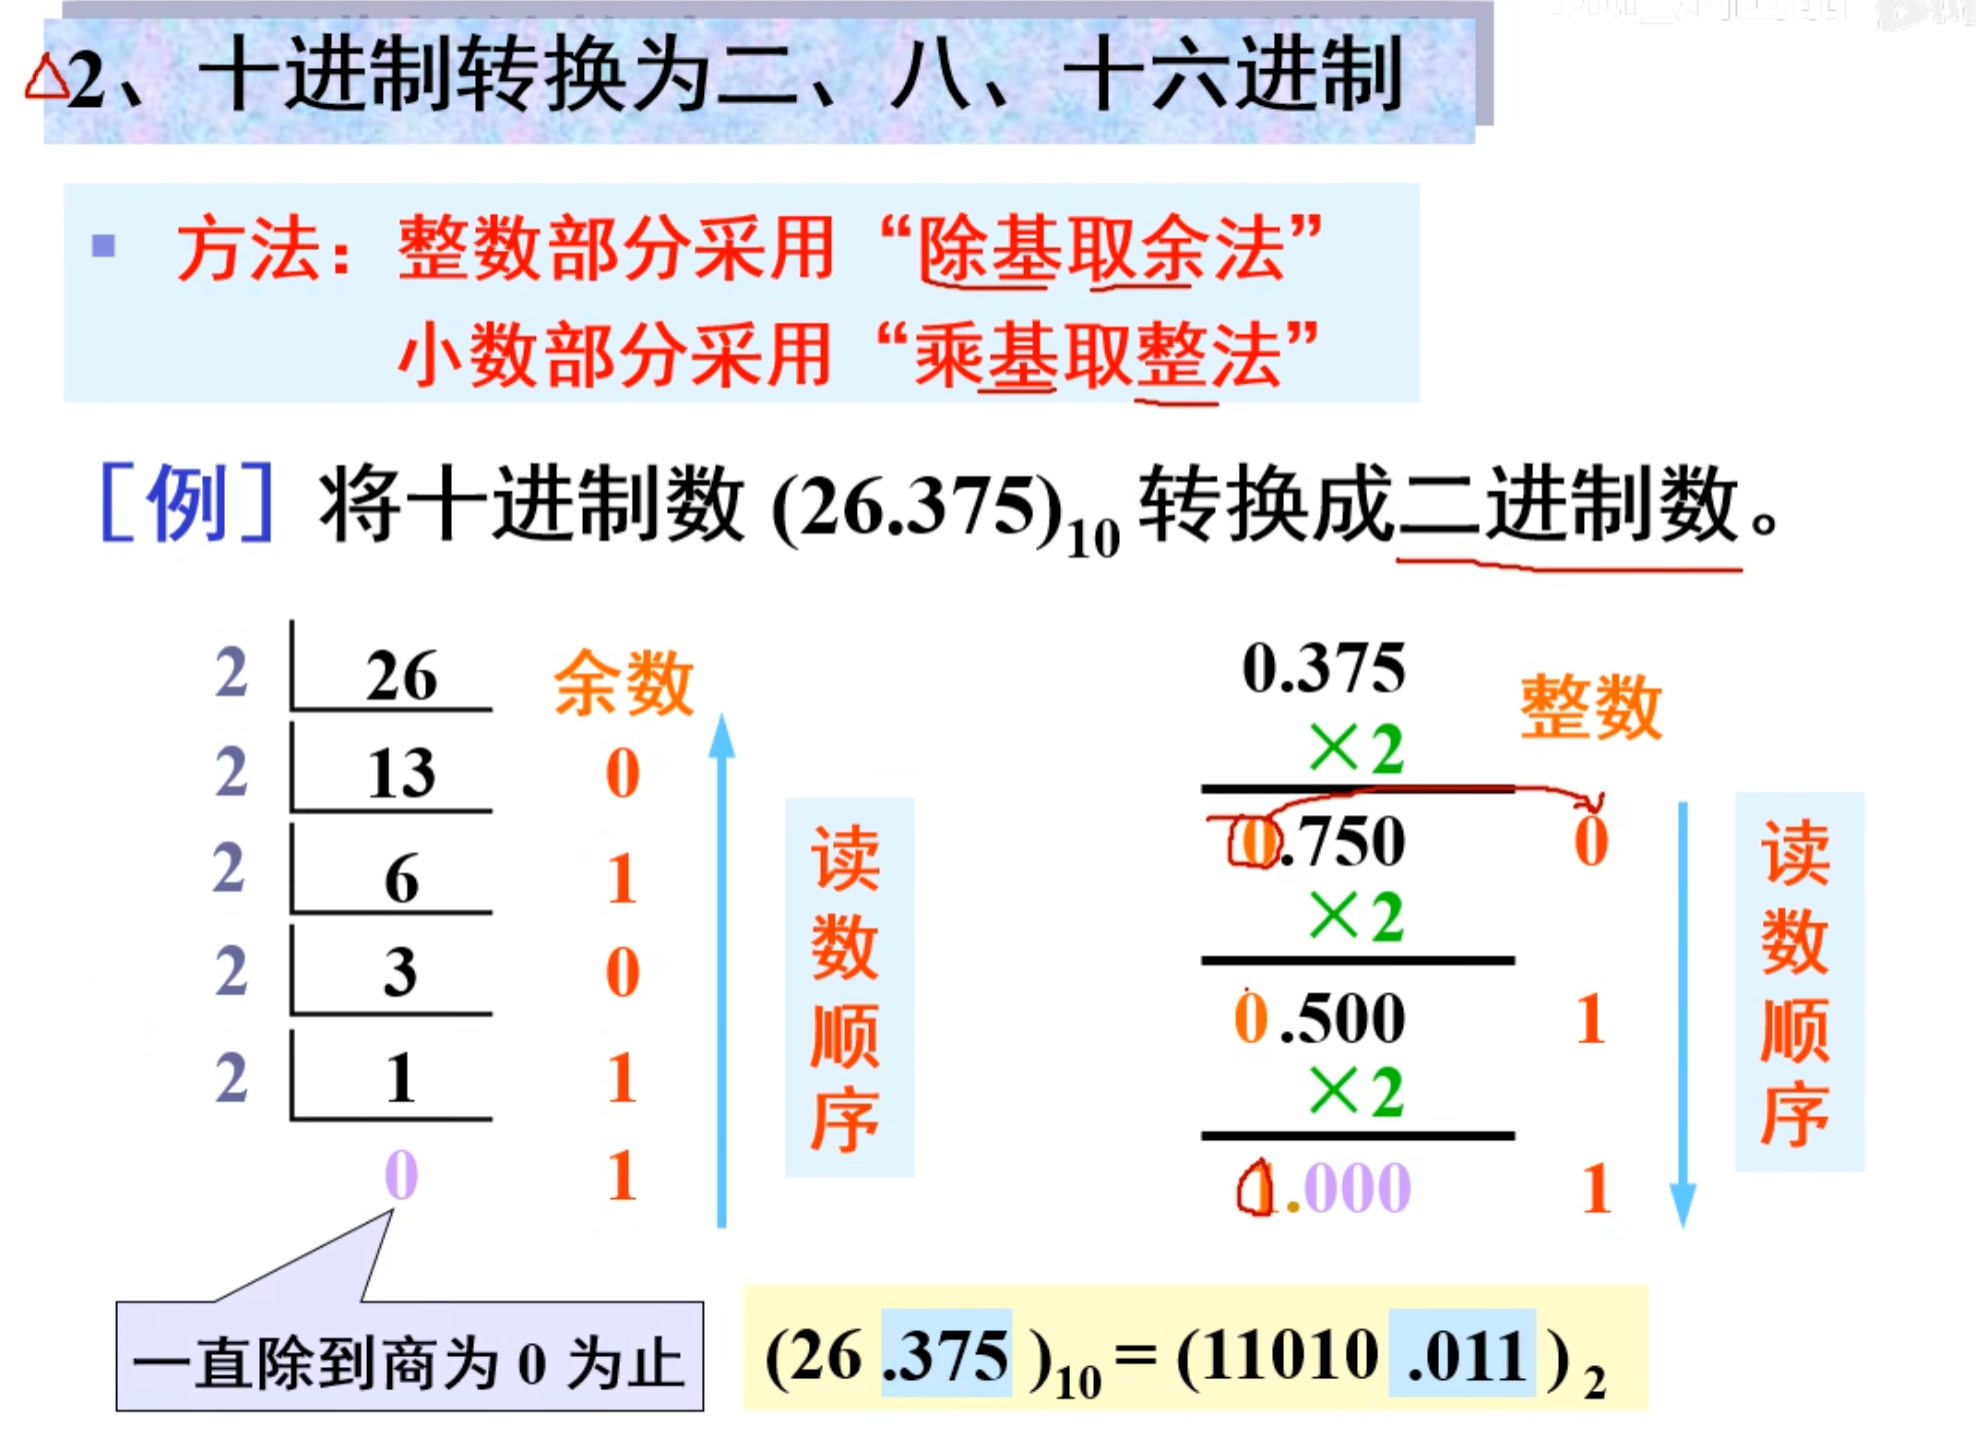 △2、十进制转换为二、八、十六进制
▪ 方法：整数部分采用“除基取余法”
小数部分采用“乘基取整法”
［例］将十进制数 (26.375)₁₀ 转换成二进制数。
2 26 余数
2 13 0
2 6 1
2 3 0
2 1 1
0 1
读数顺序
0.375 整数
×2
0.750 0
×2
0.500 1
×2
1.000 1
读数顺序
一直除到商为 0 为止
(26 .375 )₁₀ = (11010 .011 )₂